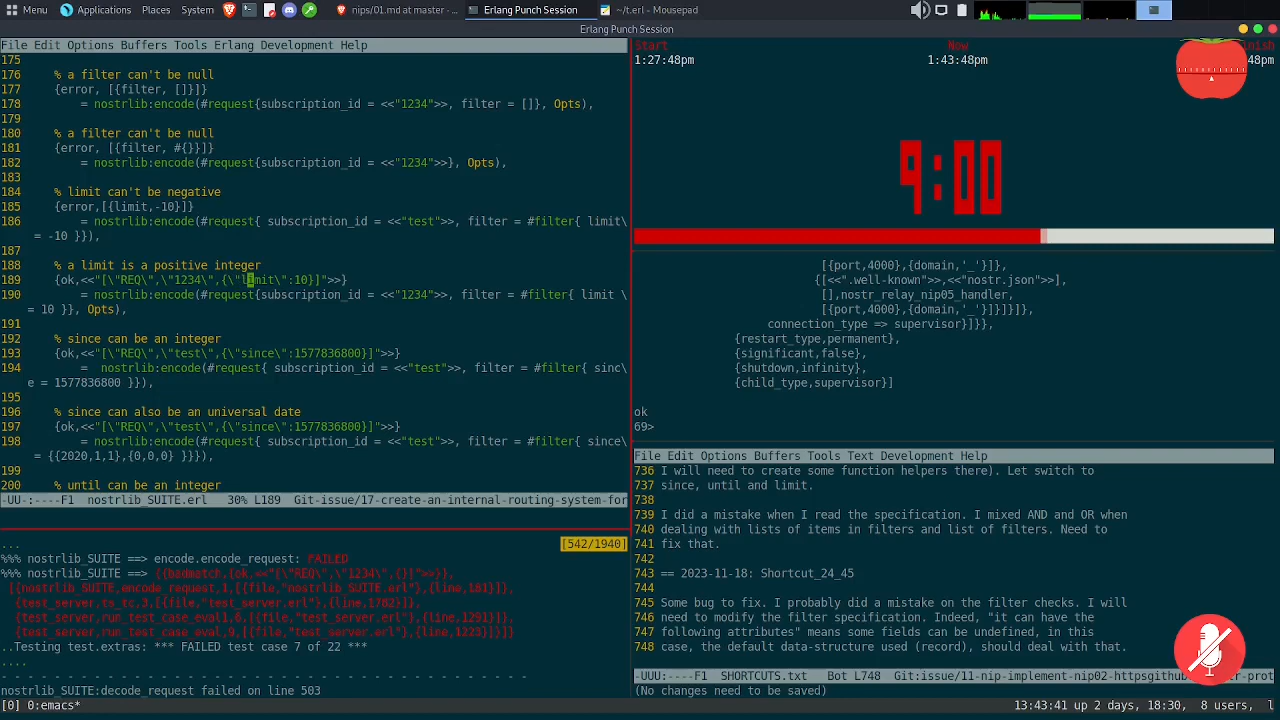 Menu Applications Places System nips/01.md at master - Erlang Punch Session ~/t.erl - Mousepad
Erlang Punch Session
File Edit Options Buffers Tools Erlang Development Help
175
176 % a filter can't be null
177 {error, [{filter, []}]}
178 = nostrlib:encode(#request{subscription_id = <<"1234">>, filter = []}, Opts),
179
180 % a filter can't be null
181 {error, [{filter, #{}}]}
182 = nostrlib:encode(#request{subscription_id = <<"1234">>}, Opts),
183
184 % limit can't be negative
185 {error,[{limit,-10}]}
186 = nostrlib:encode(#request{ subscription_id = <<"test">>, filter = #filter{ limit\
= -10 }}),
187
188 % a limit is a positive integer
189 {ok,<<"[\"REQ\",\"1234\",{\"limit\":10}]">>}
190 = nostrlib:encode(#request{ subscription_id = <<"1234">>, filter = #filter{ limit \
= 10 }}, Opts),
191
192 % since can be an integer
193 {ok,<<"[\"REQ\",\"test\",{\"since\":1577836800}]">>}
194 = nostrlib:encode(#request{ subscription_id = <<"test">>, filter = #filter{ sinc\
e = 1577836800 }}),
195
196 % since can also be an universal date
197 {ok,<<"[\"REQ\",\"test\",{\"since\":1577836800}]">>}
198 = nostrlib:encode(#request{ subscription_id = <<"test">>, filter = #filter{ since\
= {{2020,1,1},{0,0,0} }}}),
199
200 % until can be an integer
-UU-:----F1 nostrlib_SUITE.erl 30% L189 Git-issue/17-create-an-internal-routing-system-for
... [542/1940]
%%% nostrlib_SUITE ==> encode.encode_request: FAILED
%%% nostrlib_SUITE ==> {{badmatch,{ok,<<"[\"REQ\",\"1234\",{}]">>}},
[{nostrlib_SUITE,encode_request,1,[{file,"nostrlib_SUITE.erl"},{line,181}]},
{test_server,ts_tc,3,[{file,"test_server.erl"},{line,1782}]},
{test_server,run_test_case_eval1,6,[{file,"test_server.erl"},{line,1291}]},
{test_server,run_test_case_eval,9,[{file,"test_server.erl"},{line,1223}]}]}
..Testing test.extras: *** FAILED test case 7 of 22 ***
....
- - - - - - - - - - - - - - - - - - - - - - - - - - - - - - - - - - - - - - - -
nostrlib_SUITE:decode_request failed on line 503
Start Now inish
1:27:48pm 1:43:48pm 48pm
9:00
[{port,4000},{domain,'_'}]},
{[<<".well-known">>,<<"nostr.json">>],
[],nostr_relay_nip05_handler,
[{port,4000},{domain,'_'}]}]}]},
connection_type => supervisor}]}},
{restart_type,permanent},
{significant,false},
{shutdown,infinity},
{child_type,supervisor}]
ok
69>
File Edit Options Buffers Tools Text Development Help
736 I will need to create some function helpers there). Let switch to
737 since, until and limit.
738
739 I did a mistake when I read the specification. I mixed AND and OR when
740 dealing with lists of items in filters and list of filters. Need to
741 fix that.
742
743 == 2023-11-18: Shortcut_24_45
744
745 Some bug to fix. I probably did a mistake on the filter checks. I will
746 need to modify the filter specification. Indeed, "it can have the
747 following attributes" means some fields can be undefined, in this
748 case, the default data-structure used (record), should deal with that.
-UUU:----F1 SHORTCUTS.txt Bot L748 Git:issue/11-nip-implement-nip02-httpsgithub r-prot
(No changes need to be saved)
[0] 0:emacs* 13:43:41 up 2 days, 18:30, 8 users, l